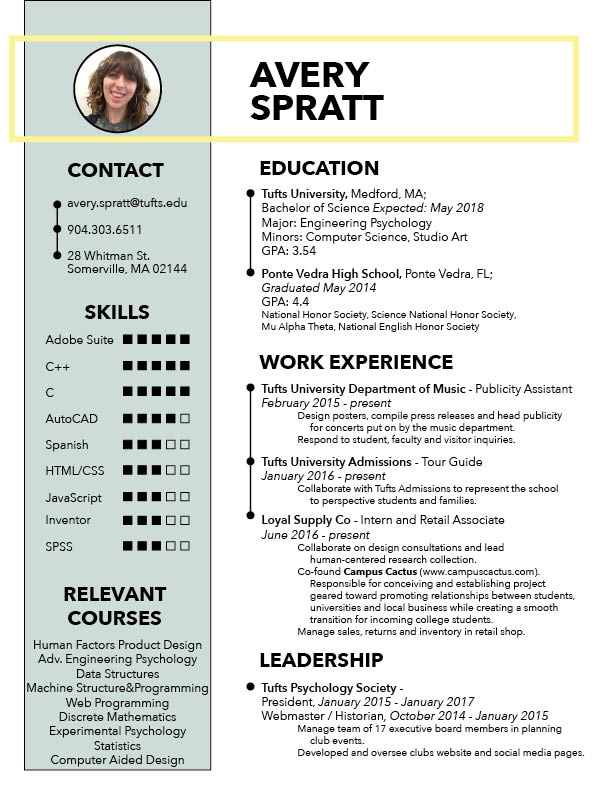 AVERY
SPRATT
CONTACT
avery.spratt@tufts.edu
904.303.6511
28 Whitman St.
Somerville, MA 02144
SKILLS
Adobe Suite
C++
C
AutoCAD
Spanish
HTML/CSS
JavaScript
Inventor
SPSS
RELEVANT
COURSES
Human Factors Product Design
Adv. Engineering Psychology
Data Structures
Machine Structure&Programming
Web Programming
Discrete Mathematics
Experimental Psychology
Statistics
Computer Aided Design
EDUCATION
Tufts University, Medford, MA;
Bachelor of Science Expected: May 2018
Major: Engineering Psychology
Minors: Computer Science, Studio Art
GPA: 3.54
Ponte Vedra High School, Ponte Vedra, FL;
Graduated May 2014
GPA: 4.4
National Honor Society, Science National Honor Society,
Mu Alpha Theta, National English Honor Society
WORK EXPERIENCE
Tufts University Department of Music - Publicity Assistant
February 2015 - present
Design posters, compile press releases and head publicity
for concerts put on by the music department.
Respond to student, faculty and visitor inquiries.
Tufts University Admissions - Tour Guide
January 2016 - present
Collaborate with Tufts Admissions to represent the school
to perspective students and families.
Loyal Supply Co - Intern and Retail Associate
June 2016 - present
Collaborate on design consultations and lead
human-centered research collection.
Co-found Campus Cactus (www.campuscactus.com).
Responsible for conceiving and establishing project
geared toward promoting relationships between students,
universities and local business while creating a smooth
transition for incoming college students.
Manage sales, returns and inventory in retail shop.
LEADERSHIP
Tufts Psychology Society -
President, January 2015 - January 2017
Webmaster / Historian, October 2014 - January 2015
Manage team of 17 executive board members in planning
club events.
Developed and oversee clubs website and social media pages.